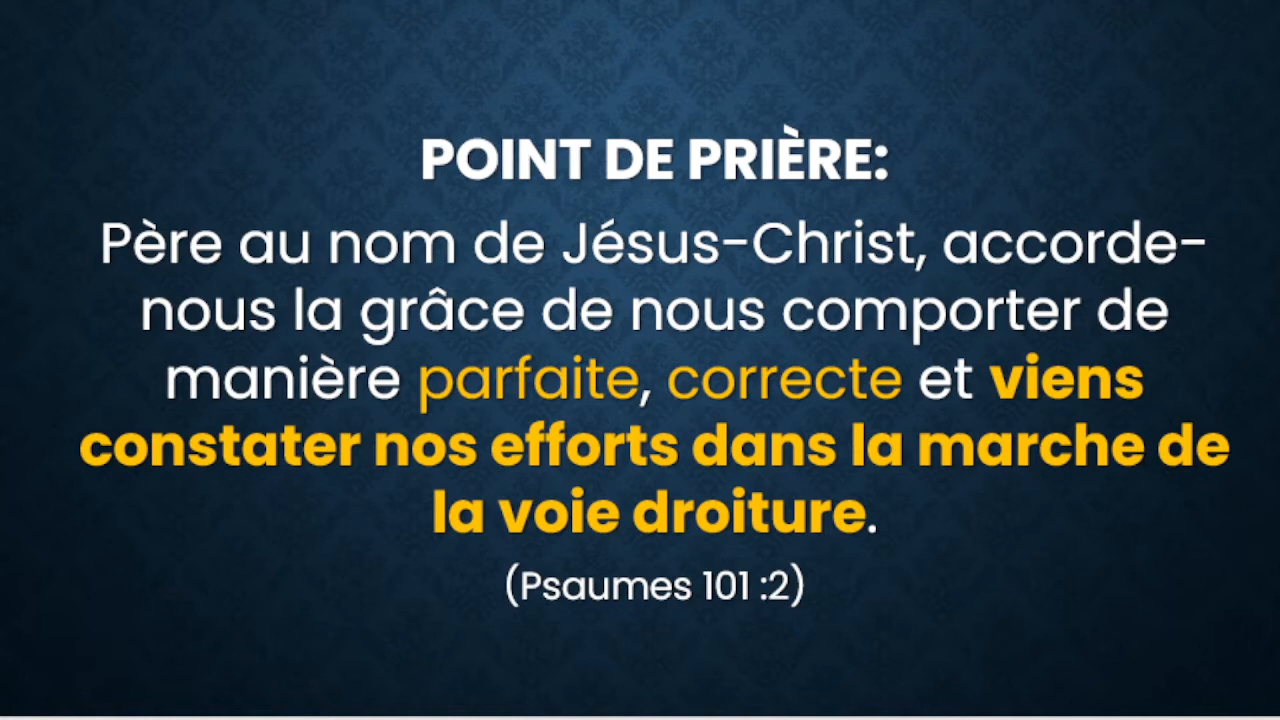 POINT DE PRIÈRE:
Père au nom de Jésus-Christ, accorde-
nous la grâce de nous comporter de
manière parfaite, correcte et viens
constater nos efforts dans la marche de
la voie droiture.
(Psaumes 101 :2)